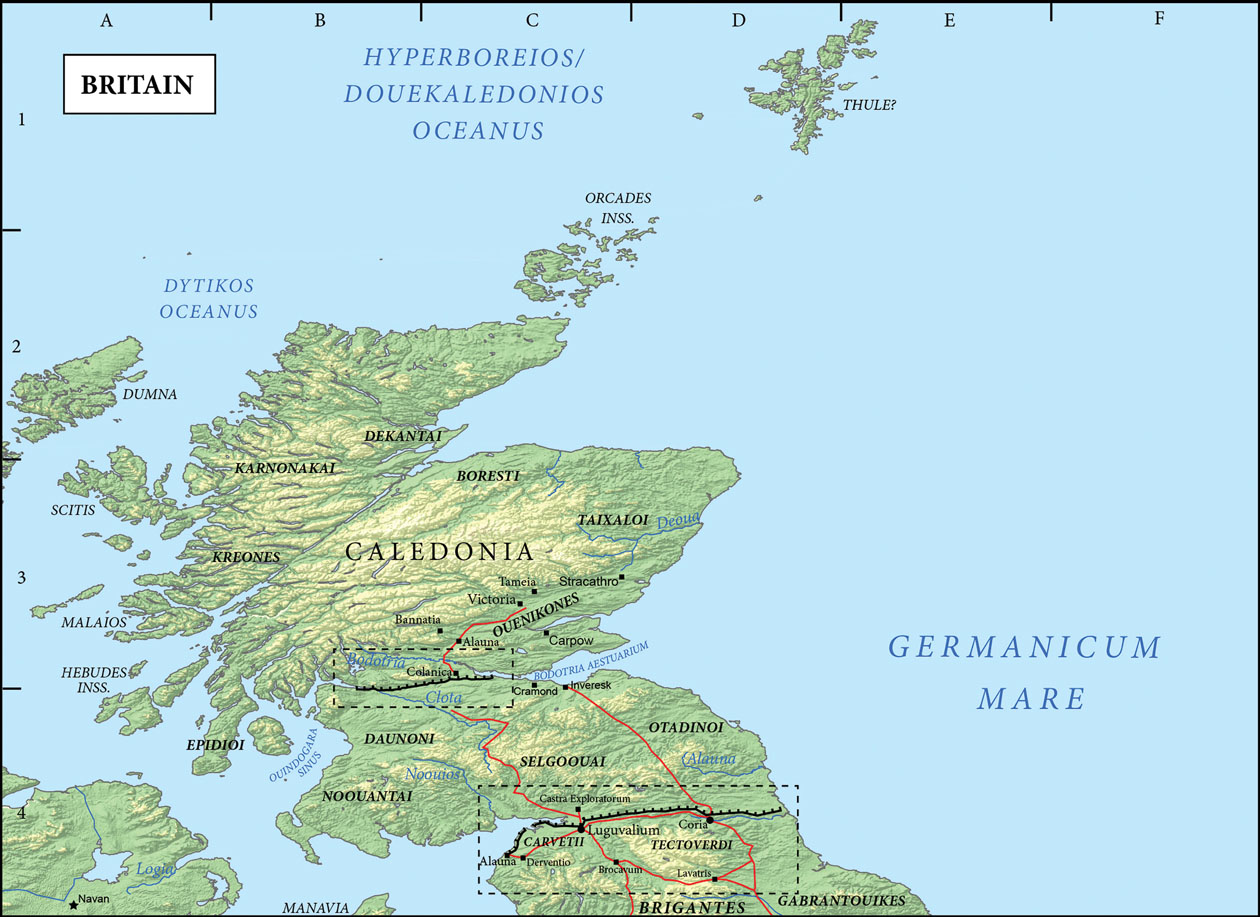 A B C D E F
BRITAIN
HYPERBOREIOS/
DOUEKALEDONIOS
OCEANUS
THULE?
1
ORCADES
INSS.
DYTIKOS
OCEANUS
2
DUMNA
DEKANTAI
KARNONAKAI
BORESTI
SCITIS
TAIXALOI
Deoua
CALEDONIA
KREONES
3
Tameia
Stracathro
Victoria
OUENIKONES
MALAIOS
Bannatia
Alauna
Carpow
Bodotria
BODOTRIA AESTUARIUM
HEBUDES
INSS.
Colanica
Cramond
Inveresk
Clota
GERMANICUM
MARE
EPIDIOI
OUINDOGARA
SINUS
DAUNONI
OTADINOI
SELGOOUAI
Alauna
Noouios
NOOUANTAI
Castra Exploratorum
4
Luguvalium
Coria
CARVETII
TECTOVERDI
Alauna
Derventio
Brocavum
Lavatris
Logia
Navan
MANAVIA
BRIGANTES
GABRANTOUIKES